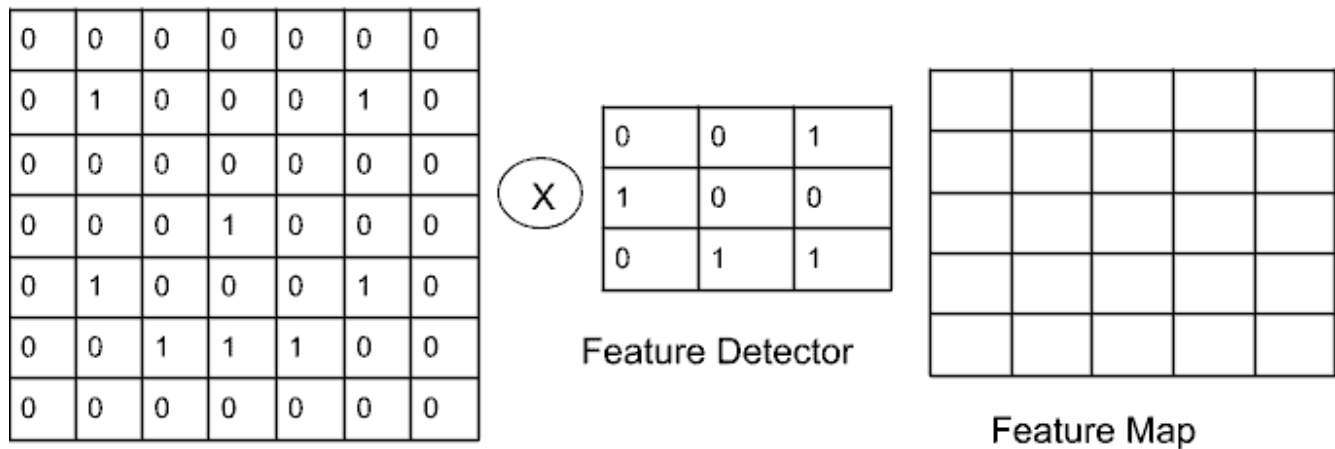 0 0 0 0 0 0 0
0 1 0 0 0 1 0
0 0 0 0 0 0 0
0 0 0 1 0 0 0
0 1 0 0 0 1 0
0 0 1 1 1 0 0
0 0 0 0 0 0 0
X
0 0 1
1 0 0
0 1 1
Feature Detector
Feature Map